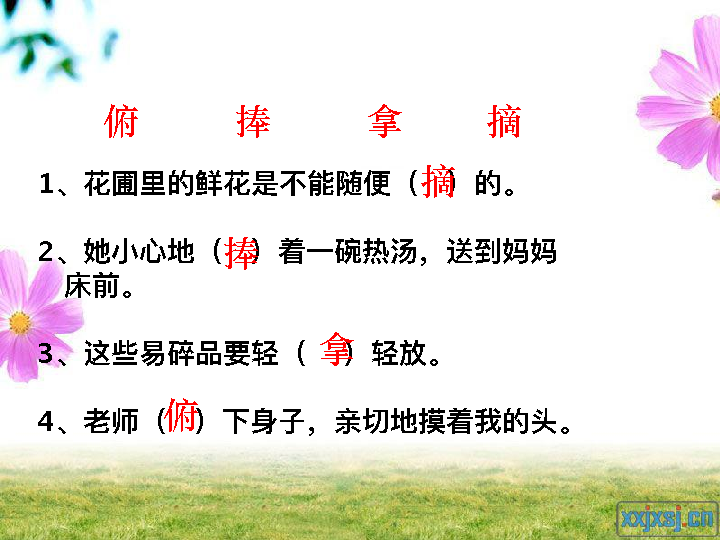 俯 捧 拿 摘
1、花圃里的鲜花是不能随便（摘）的。
2、她小心地（捧）着一碗热汤，送到妈妈
床前。
3、这些易碎品要轻（拿）轻放。
4、老师（俯）下身子，亲切地摸着我的头。
xxjxsj.cn